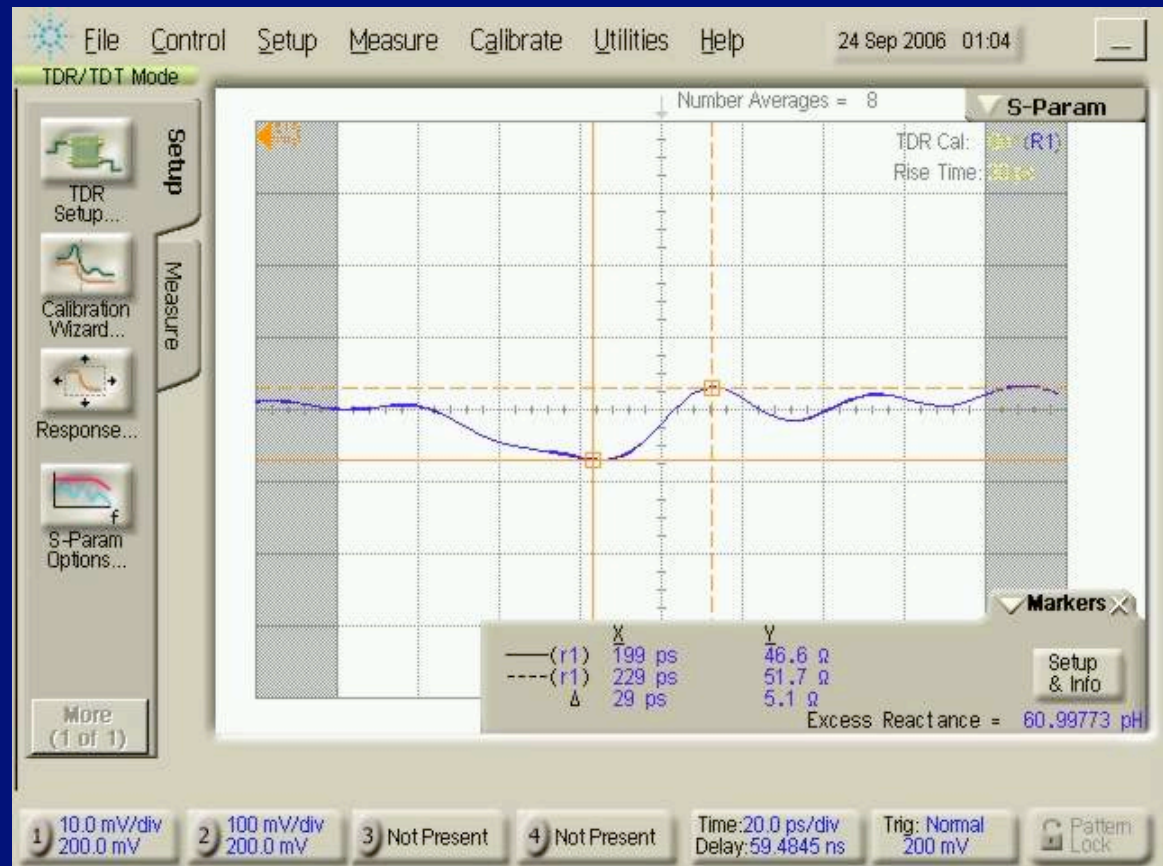 File Control Setup Measure Calibrate Utilities Help 24 Sep 2006 01:04
TDR/TDT Mode
Number Averages = 8
S-Param
TDR Cal: (R1)
Rise Time:
Setup
Measure
TDR
Setup...
Calibration
Wizard...
Response...
f
S-Param
Options...
More
(1 of 1)
Markers
X Y
(r1) 199 ps 46.6 Ω
----(r1) 229 ps 51.7 Ω
Δ 29 ps 5.1 Ω
Excess Reactance = 60.99773 pH
Setup
& Info
1) 10.0 mV/div
200.0 mV
2) 100 mV/div
200.0 mV
3) Not Present
4) Not Present
Time:20.0 ps/div
Delay:59.4845 ns
Trig: Normal
200 mV
Pattern
Lock